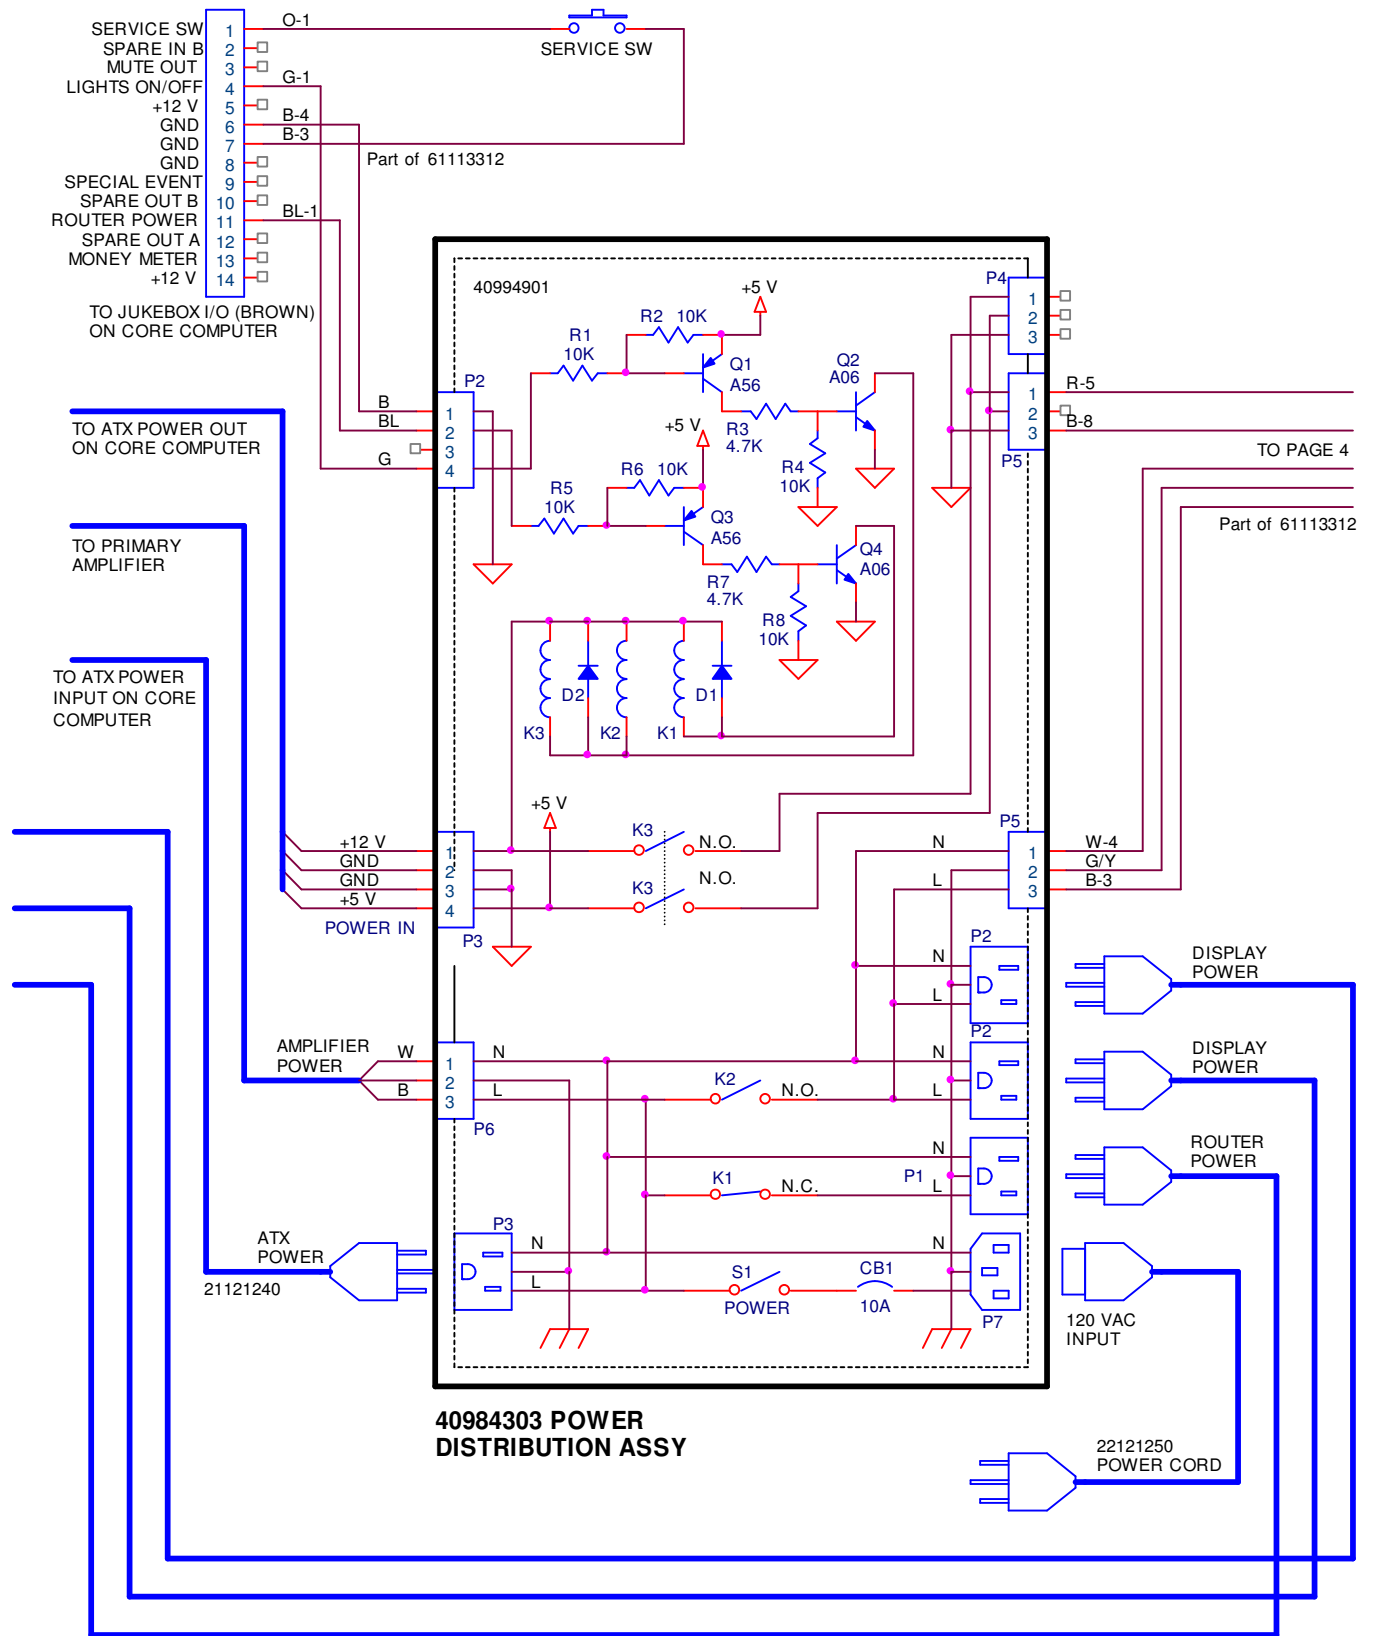 SERVICE SW 1 O-1
SPARE IN B 2
MUTE OUT 3
LIGHTS ON/OFF 4 G-1
+12 V 5
GND 6 B-4
GND 7 B-3
GND 8
SPECIAL EVENT 9
SPARE OUT B 10
ROUTER POWER 11 BL-1
SPARE OUT A 12
MONEY METER 13
+12 V 14
TO JUKEBOX I/O (BROWN)
ON CORE COMPUTER
SERVICE SW
Part of 61113312
40994901
+5 V
R2 10K
R1
10K
Q1
A56
Q2
A06
R3
4.7K
R4
10K
+5 V
R6 10K
R5
10K
Q3
A56
Q4
A06
R7
4.7K
R8
10K
P2
B 1
BL 2
3
G 4
TO ATX POWER OUT
ON CORE COMPUTER
TO PRIMARY
AMPLIFIER
TO ATX POWER
INPUT ON CORE
COMPUTER
P4
1
2
3
1 R-5
2
3 B-8
P5
TO PAGE 4
Part of 61113312
D2
D1
K3
K2
K1
+5 V
K3 N.O.
K3 N.O.
+12 V 1
GND 2
GND 3
+5 V 4
POWER IN
P3
P5
N 1 W-4
2 G/Y
L 3 B-3
P2
N
D
L
DISPLAY
POWER
P2
N
D
L
DISPLAY
POWER
AMPLIFIER
POWER
W 1 N
2
B 3 L
P6
K2 N.O.
N
P1 D
L
K1 N.C.
ROUTER
POWER
ATX
POWER
21121240
P3
D
N
L
S1
POWER
CB1
10A
N
P7
120 VAC
INPUT
40984303 POWER
DISTRIBUTION ASSY
22121250
POWER CORD